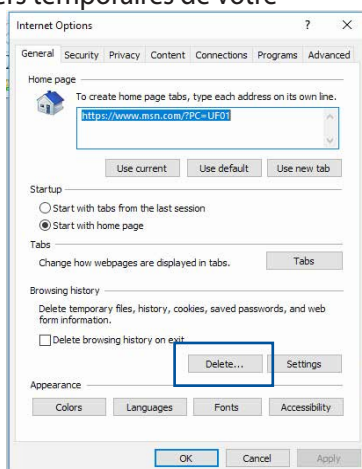 ers temporaires de votre
Internet Options ? X
General Security Privacy Content Connections Programs Advanced
Home page
To create home page tabs, type each address on its own line.
https://www.msn.com/?PC=UF01
Use current Use default Use new tab
Startup
Start with tabs from the last session
Start with home page
Tabs
Change how webpages are displayed in tabs. Tabs
Browsing history
Delete temporary files, history, cookies, saved passwords, and web
form information.
Delete browsing history on exit
Delete... Settings
Appearance
Colors Languages Fonts Accessibility
OK Cancel Apply